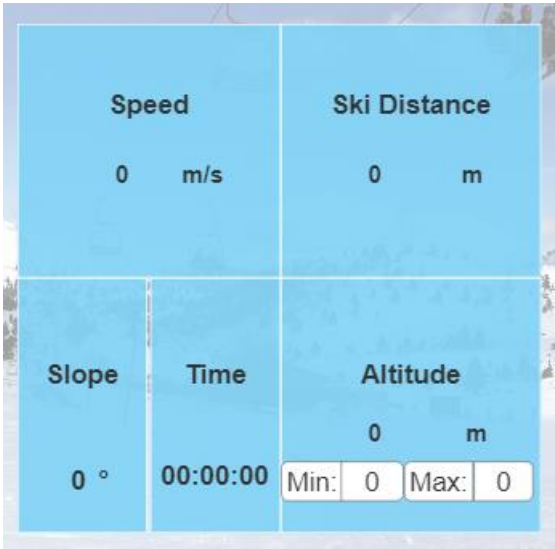 Speed
0 m/s
Ski Distance
0 m
Slope
0 °
Time
00:00:00
Altitude
0 m
Min: 0 Max: 0